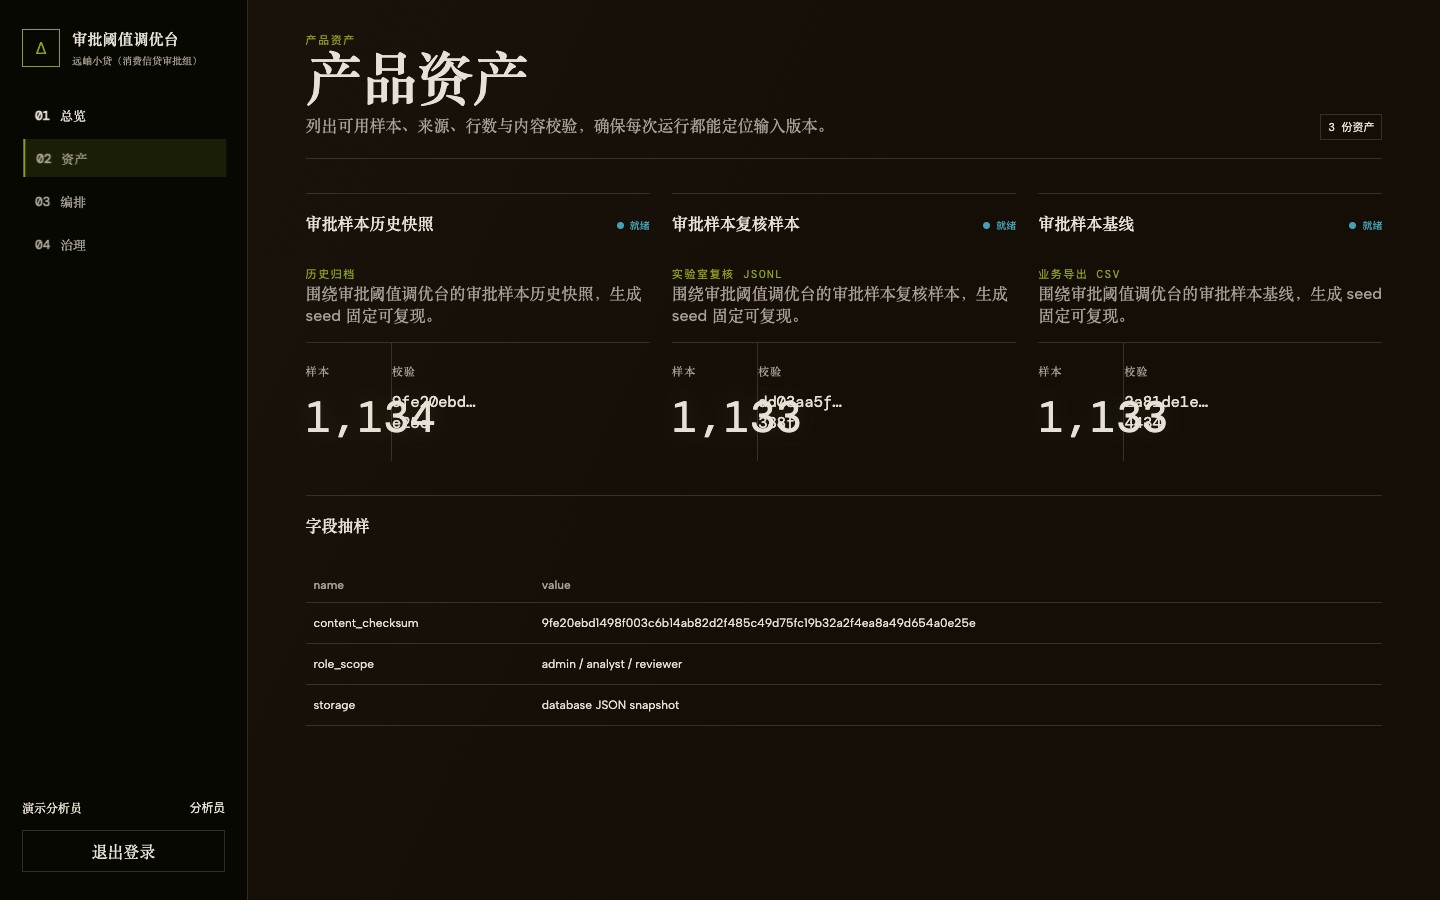 Δ
审批阈值调优台
远岫小贷（消费信贷审批组）
01 总览
02 资产
03 编排
04 治理
演示分析员
分析员
退出登录
产品资产
产品资产
列出可用样本、来源、行数与内容校验，确保每次运行都能定位输入版本。
3 份资产
审批样本历史快照
就绪
历史归档
围绕审批阈值调优台的审批样本历史快照，生成
seed 固定可复现。
样本
校验
1,134
9fe20ebd…
审批样本复核样本
就绪
实验室复核 JSONL
围绕审批阈值调优台的审批样本复核样本，生成
seed 固定可复现。
样本
校验
1,133
dd03aa5f…
审批样本基线
就绪
业务导出 CSV
围绕审批阈值调优台的审批样本基线，生成 seed
固定可复现。
样本
校验
1,133
2a81de1e…
字段抽样
name value
content_checksum 9fe20ebd1498f003c6b14ab82d2f485c49d75fc19b32a2f4ea8a49d654a0e25e
role_scope admin / analyst / reviewer
storage database JSON snapshot